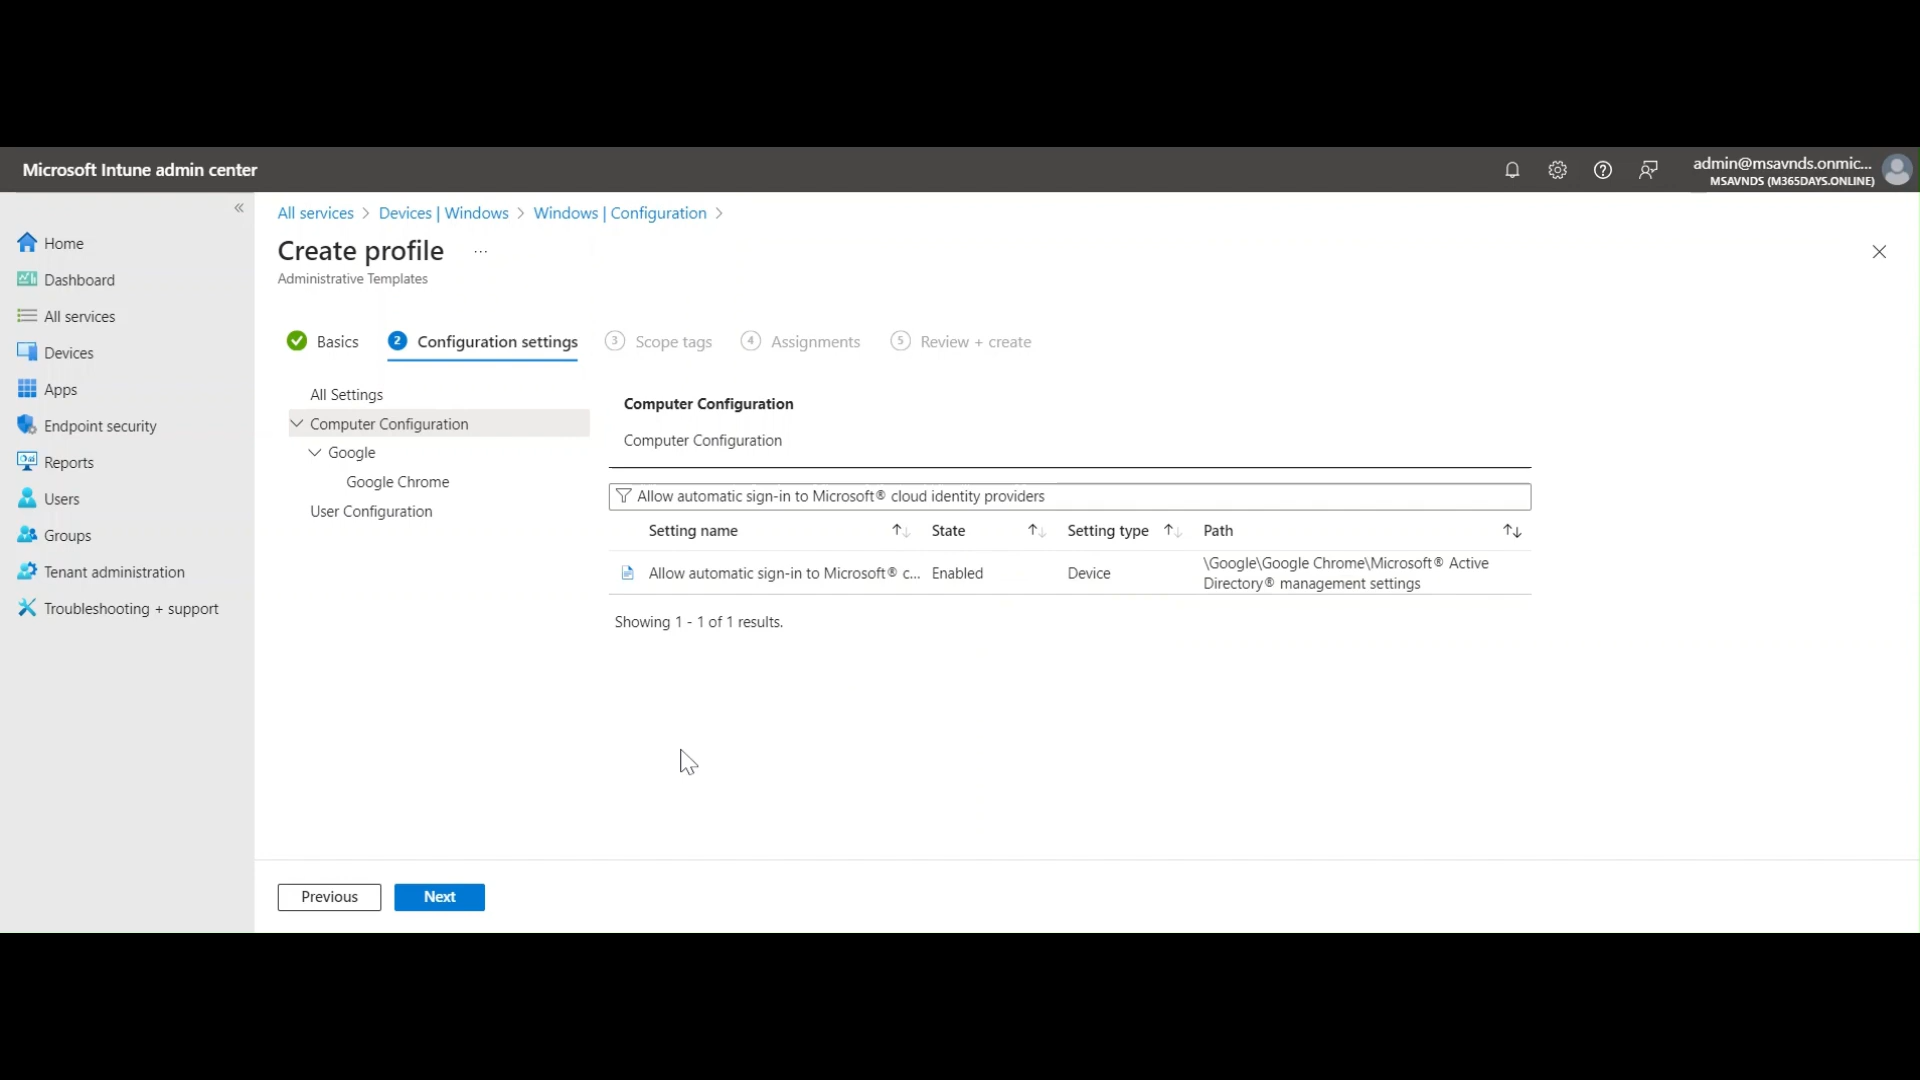 Microsoft Intune admin center
admin@msavnds.onmic...
MSAVNDS (M365DAYS.ONLINE)
«
Home
Dashboard
All services
Devices
Apps
Endpoint security
Reports
Users
Groups
Tenant administration
Troubleshooting + support
All services > Devices | Windows > Windows | Configuration >
Create profile ...
Administrative Templates
Basics 2 Configuration settings 3 Scope tags 4 Assignments 5 Review + create
All Settings
Computer Configuration
Google
Google Chrome
User Configuration
Computer Configuration
Computer Configuration
Allow automatic sign-in to Microsoft® cloud identity providers
Setting name ↑↓ State ↑↓ Setting type ↑↓ Path ↑↓
Allow automatic sign-in to Microsoft® c... Enabled Device \Google\Google Chrome\Microsoft® Active
Directory® management settings
Showing 1 - 1 of 1 results.
Previous Next